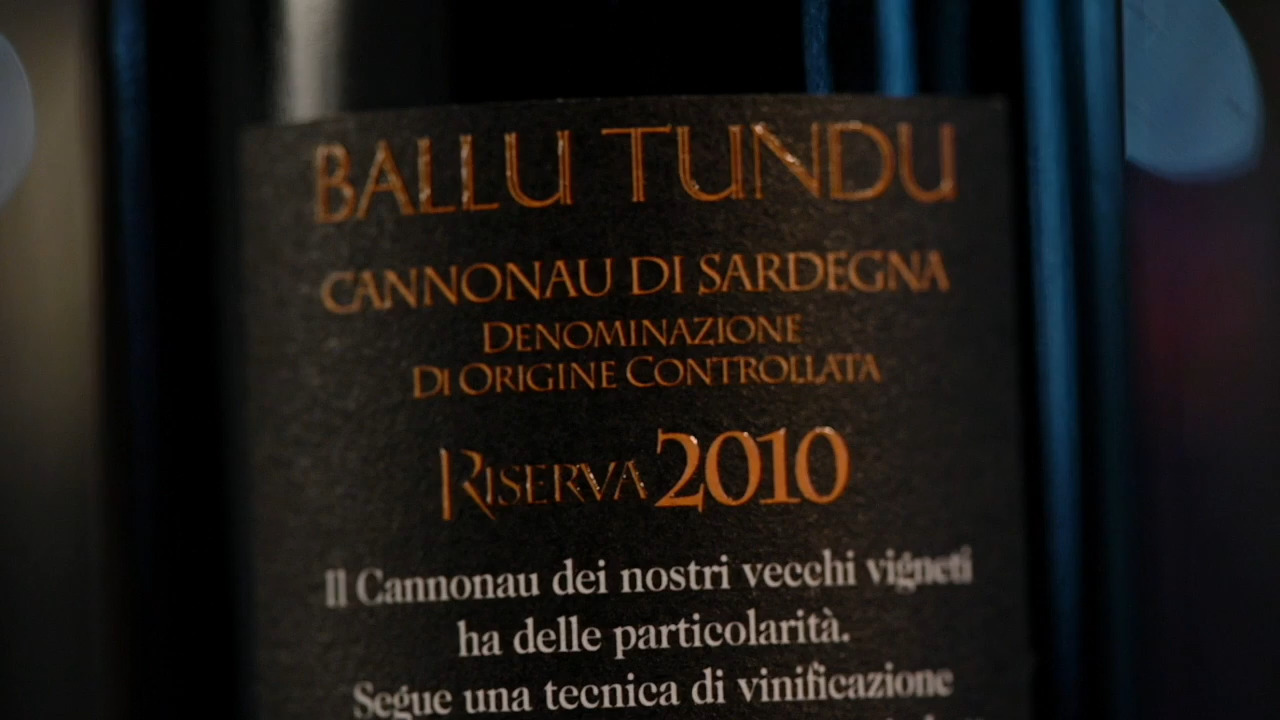 BALLU TUNDU
CANNONAU DI SARDEGNA
DENOMINAZIONE
DI ORIGINE CONTROLLATA
RISERVA 2010
Il Cannonau dei nostri vecchi vigneti
ha delle particolarità.
Segue una tecnica di vinificazione